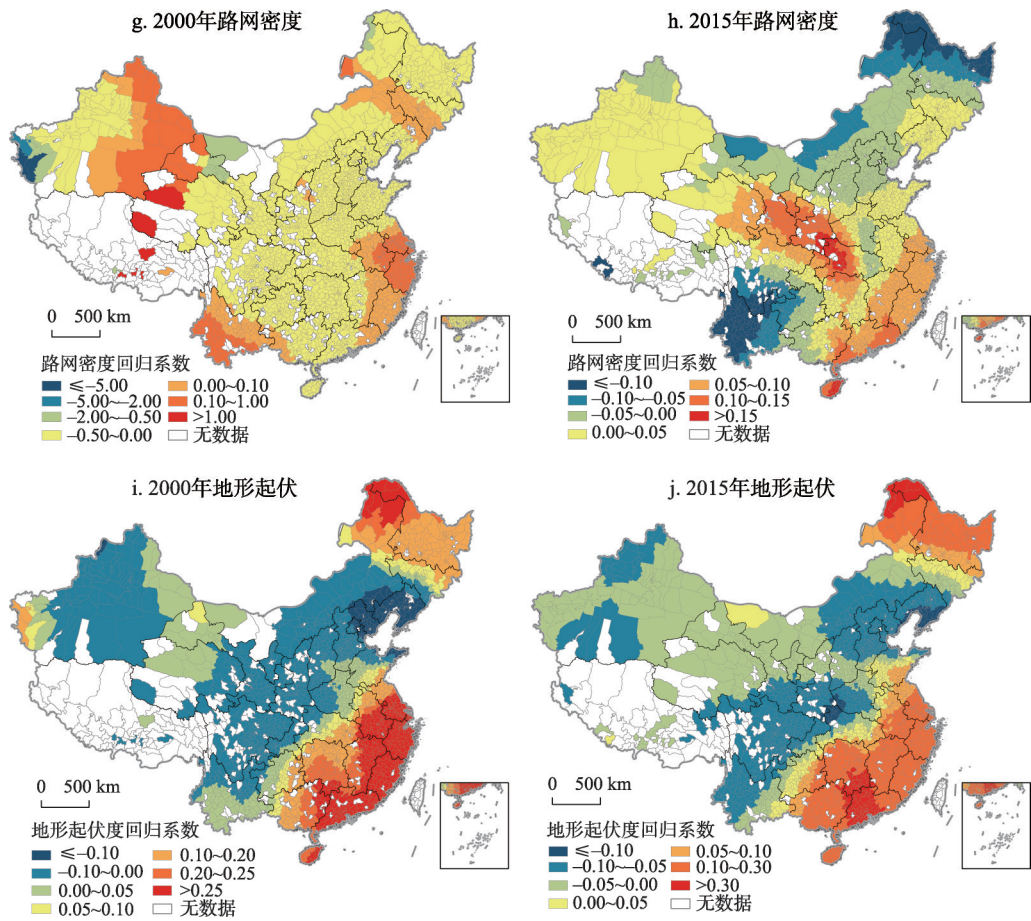 g. 2000年路网密度
0 500 km
路网密度回归系数
≤–5.00
–5.00~–2.00
–2.00~–0.50
–0.50~0.00
0.00~0.10
0.10~1.00
>1.00
无数据
h. 2015年路网密度
0 500 km
路网密度回归系数
≤–0.10
–0.10~–0.05
–0.05~0.00
0.00~0.05
0.05~0.10
0.10~0.15
>0.15
无数据
i. 2000年地形起伏
0 500 km
地形起伏度回归系数
≤–0.10
–0.10~0.00
0.00~0.05
0.05~0.10
0.10~0.20
0.20~0.25
>0.25
无数据
j. 2015年地形起伏
0 500 km
地形起伏度回归系数
≤–0.10
–0.10~–0.05
–0.05~0.00
0.00~0.05
0.05~0.10
0.10~0.30
>0.30
无数据